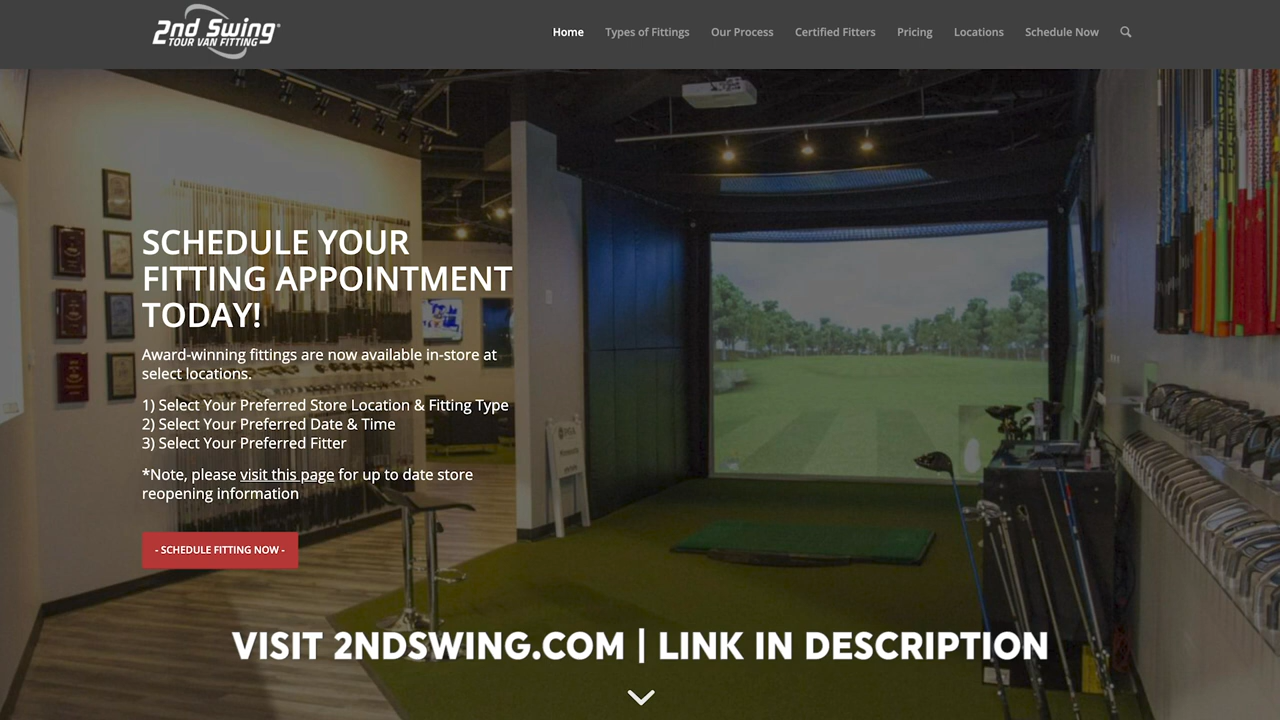 2nd Swing
TOUR VAN FITTING
Home
Types of Fittings
Our Process
Certified Fitters
Pricing
Locations
Schedule Now
SCHEDULE YOUR
FITTING APPOINTMENT
TODAY!
Award-winning fittings are now available in-store at
select locations.
1) Select Your Preferred Store Location & Fitting Type
2) Select Your Preferred Date & Time
3) Select Your Preferred Fitter
*Note, please visit this page for up to date store
reopening information
- SCHEDULE FITTING NOW -
VISIT 2NDSWING.COM | LINK IN DESCRIPTION